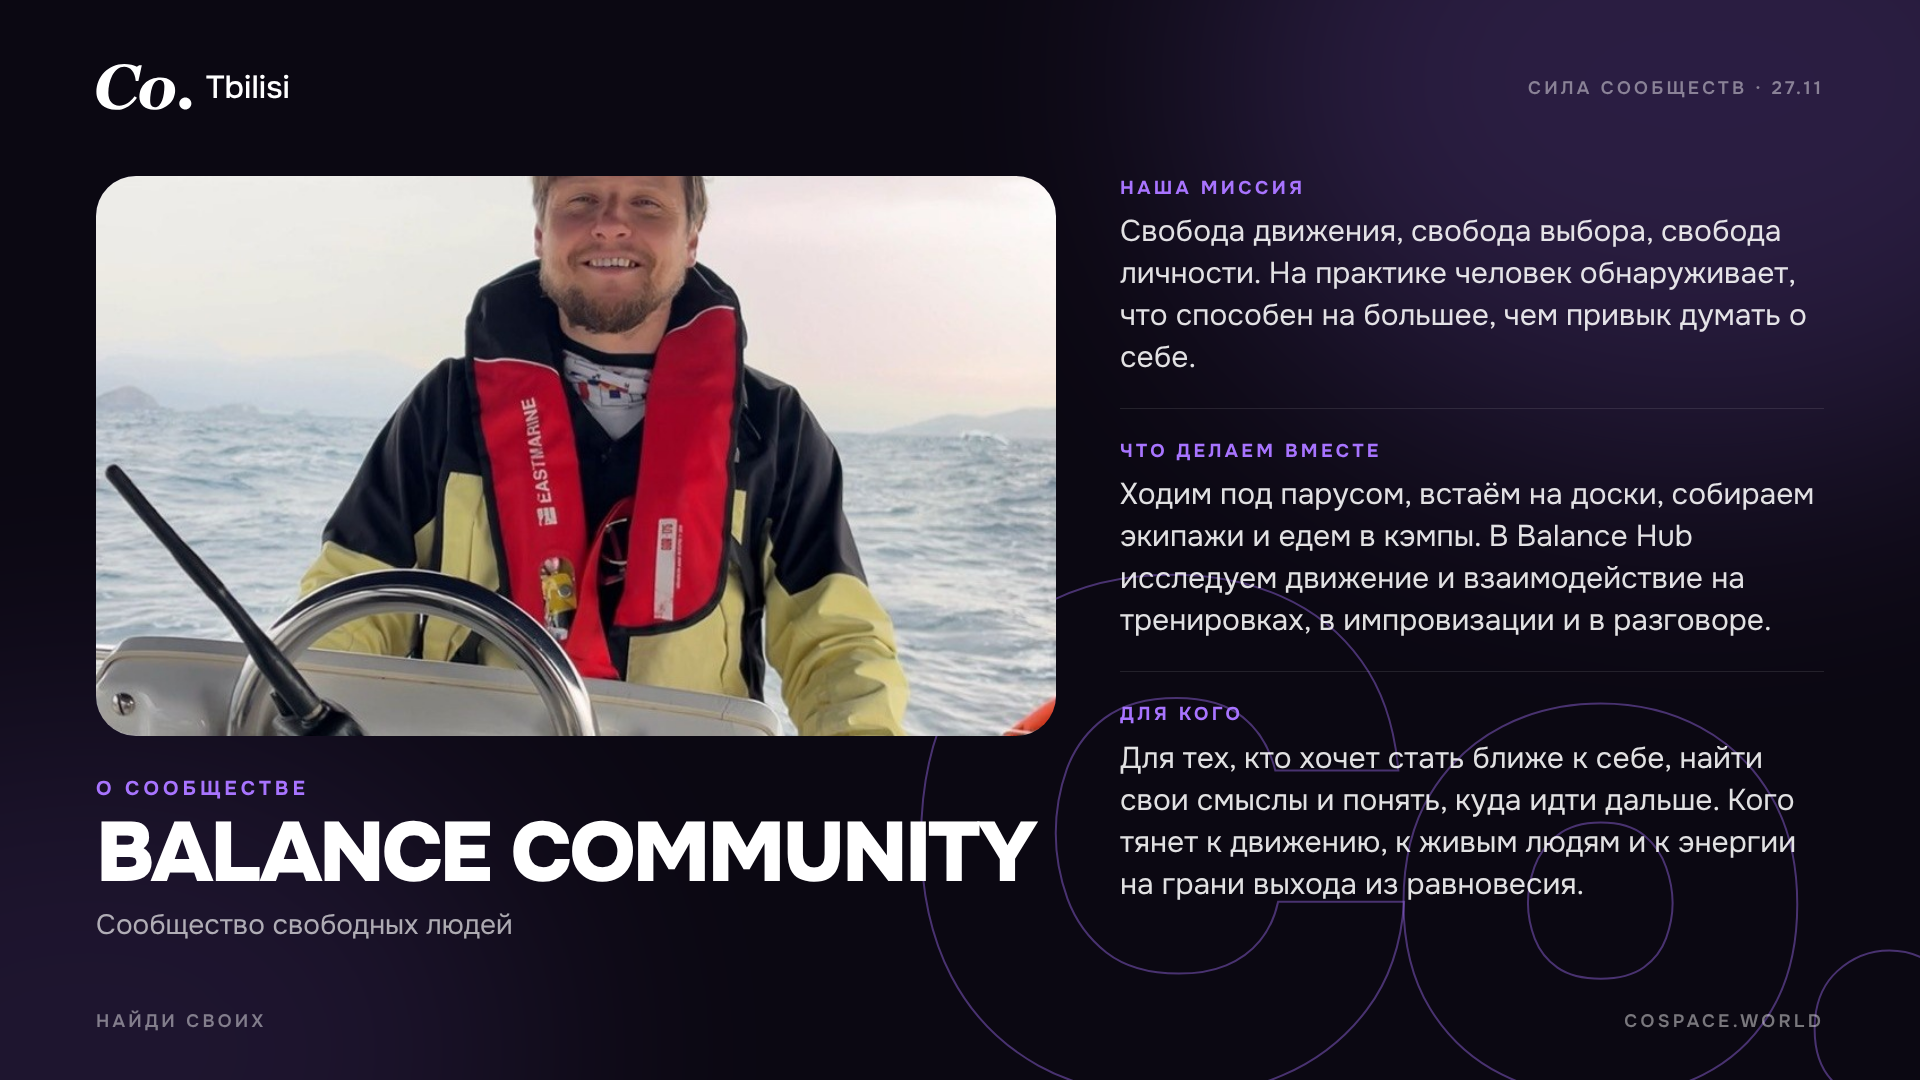 Co. Tbilisi
СИЛА СООБЩЕСТВ · 27.11
EASTMARINE
О СООБЩЕСТВЕ
BALANCE COMMUNITY
Сообщество свободных людей
НАША МИССИЯ
Свобода движения, свобода выбора, свобода
личности. На практике человек обнаруживает,
что способен на большее, чем привык думать о
себе.
ЧТО ДЕЛАЕМ ВМЕСТЕ
Ходим под парусом, встаём на доски, собираем
экипажи и едем в кэмпы. В Balance Hub
исследуем движение и взаимодействие на
тренировках, в импровизации и в разговоре.
ДЛЯ КОГО
Для тех, кто хочет стать ближе к себе, найти
свои смыслы и понять, куда идти дальше. Кого
тянет к движению, к живым людям и к энергии
на грани выхода из равновесия.
Co.
НАЙДИ СВОИХ
COSPACE.WORLD